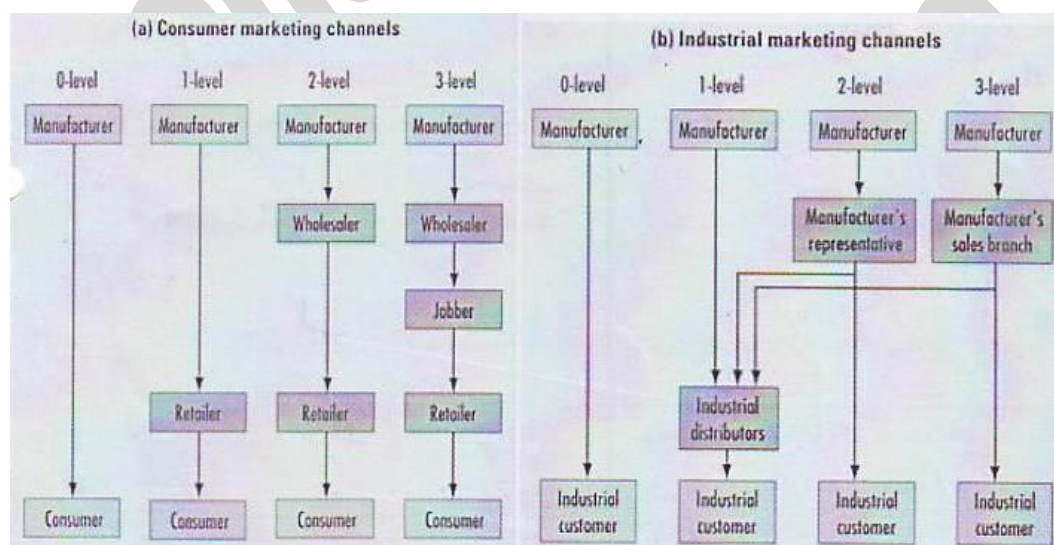 (a) Consumer marketing channels
0-level 1-level 2-level 3-level
Manufacturer Manufacturer Manufacturer Manufacturer
Wholesaler Wholesaler
Jobber
Retailer Retailer Retailer
Consumer Consumer Consumer Consumer
(b) Industrial marketing channels
0-level 1-level 2-level 3-level
Manufacturer Manufacturer Manufacturer Manufacturer
Manufacturer's Manufacturer's
representative sales branch
Industrial
distributors
Industrial Industrial Industrial Industrial
customer customer customer customer